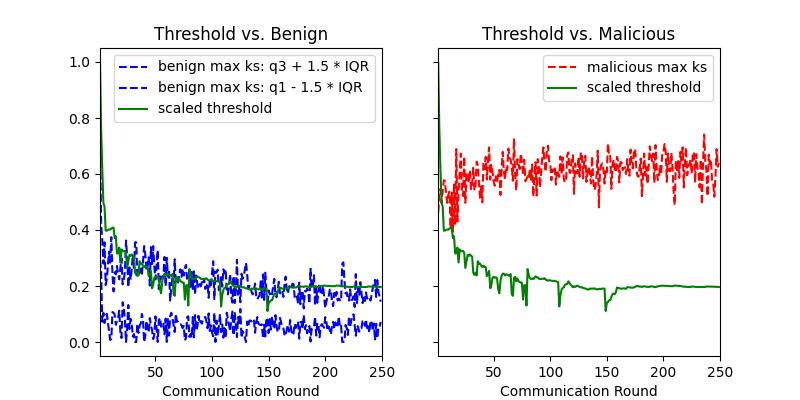 Threshold vs. Benign
1.0
0.8
0.6
0.4
0.2
0.0
benign max ks: q3 + 1.5 * IQR
benign max ks: q1 - 1.5 * IQR
scaled threshold
50
100
150
200
250
Communication Round
Threshold vs. Malicious
malicious max ks
scaled threshold
50
100
150
200
250
Communication Round